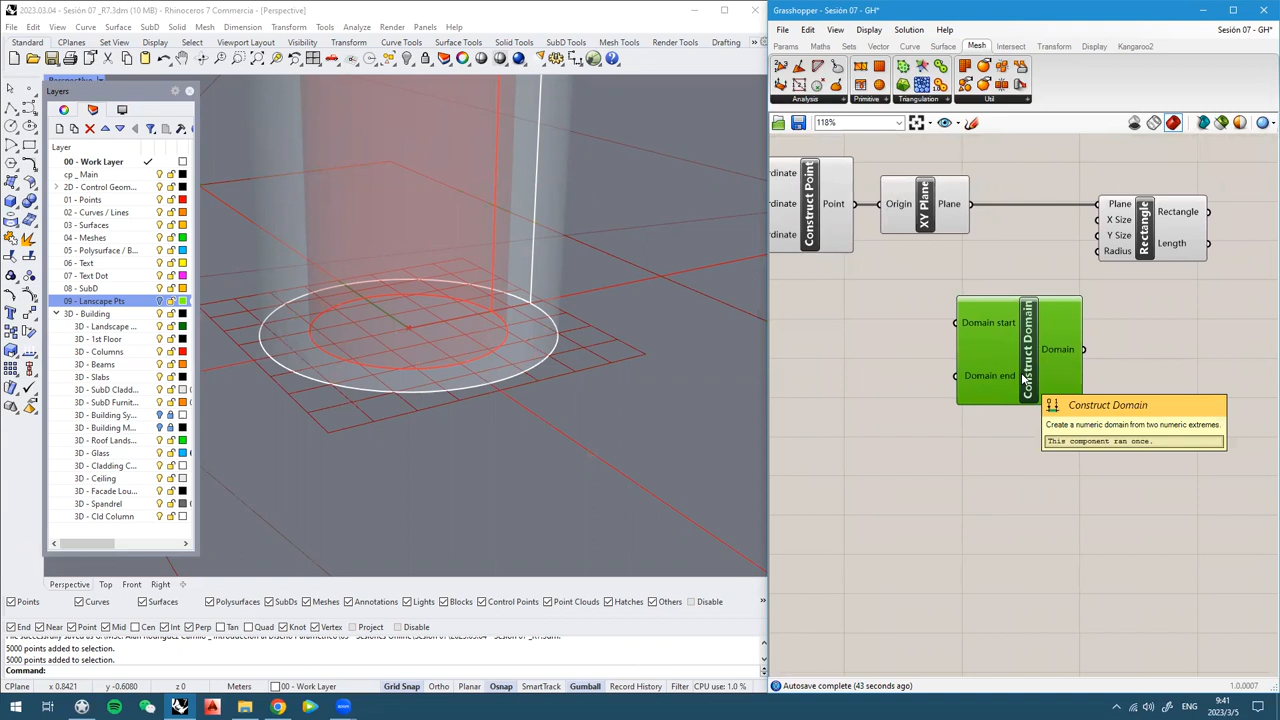 2023.03.04 - Sesión 07_R7.3dm (10 MB) - Rhinoceros 7 Commercial - [Perspective]
File Edit View Curve Surface SubD Solid Mesh Dimension Transform Tools Analyze Render Panels Help
Standard CPlanes Set View Display Select Viewport Layout Visibility Transform Curve Tools Surface Tools Solid Tools SubD Tools Mesh Tools Render Tools
Perspective
Layers
Layer
00 - Work Layer
cp _ Main
2D - Control Geom...
01 - Points
02 - Curves / Lines
03 - Surfaces
04 - Meshes
05 - Polysurface / B...
06 - Text
07 - Text Dot
08 - SubD
09 - Lanscape Pts
3D - Building
3D - Landscape ...
3D - 1st Floor
3D - Columns
3D - Beams
3D - Slabs
3D - SubD Cladd...
3D - SubD Furnit...
3D - Building Sy...
3D - Building M...
3D - Roof Lands...
3D - Glass
3D - Cladding C...
3D - Ceiling
3D - Facade Lou...
3D - Spandrel
3D - Cld Column
Perspective Top Front Right
Points Curves Surfaces Polysurfaces SubDs Meshes Annotations Lights Blocks Control Points Point Clouds Hatches Others Disable
End Near Point Mid Cen Int Perp Tan Quad Knot Vertex Project Disable
5000 points added to selection.
5000 points added to selection.
Command:
CPlane x 0.8421 y -0.6080 z 0 Meters 00 - Work Layer Grid Snap Ortho Planar Osnap SmartTrack Gumball Record History Filter CPU use: 1.0 %
Grasshopper - Sesión 07 - GH*
File Edit View Display Solution Help Sesión 07 - GH*
Params Maths Sets Vector Curve Surface Mesh Intersect Transform Display Kangaroo2
Analysis Primitive Triangulation Util
118%
rdinate
rdinate
rdinate
Construct Point
Point
Origin
XY Plane
Plane
Plane
X Size
Y Size
Radius
Rectangle
Rectangle
Length
Domain start
Domain end
Construct Domain
Domain
Construct Domain
Create a numeric domain from two numeric extremes.
This component ran once.
Autosave complete (43 seconds ago)
1.0.0007
9:41
2023/3/5